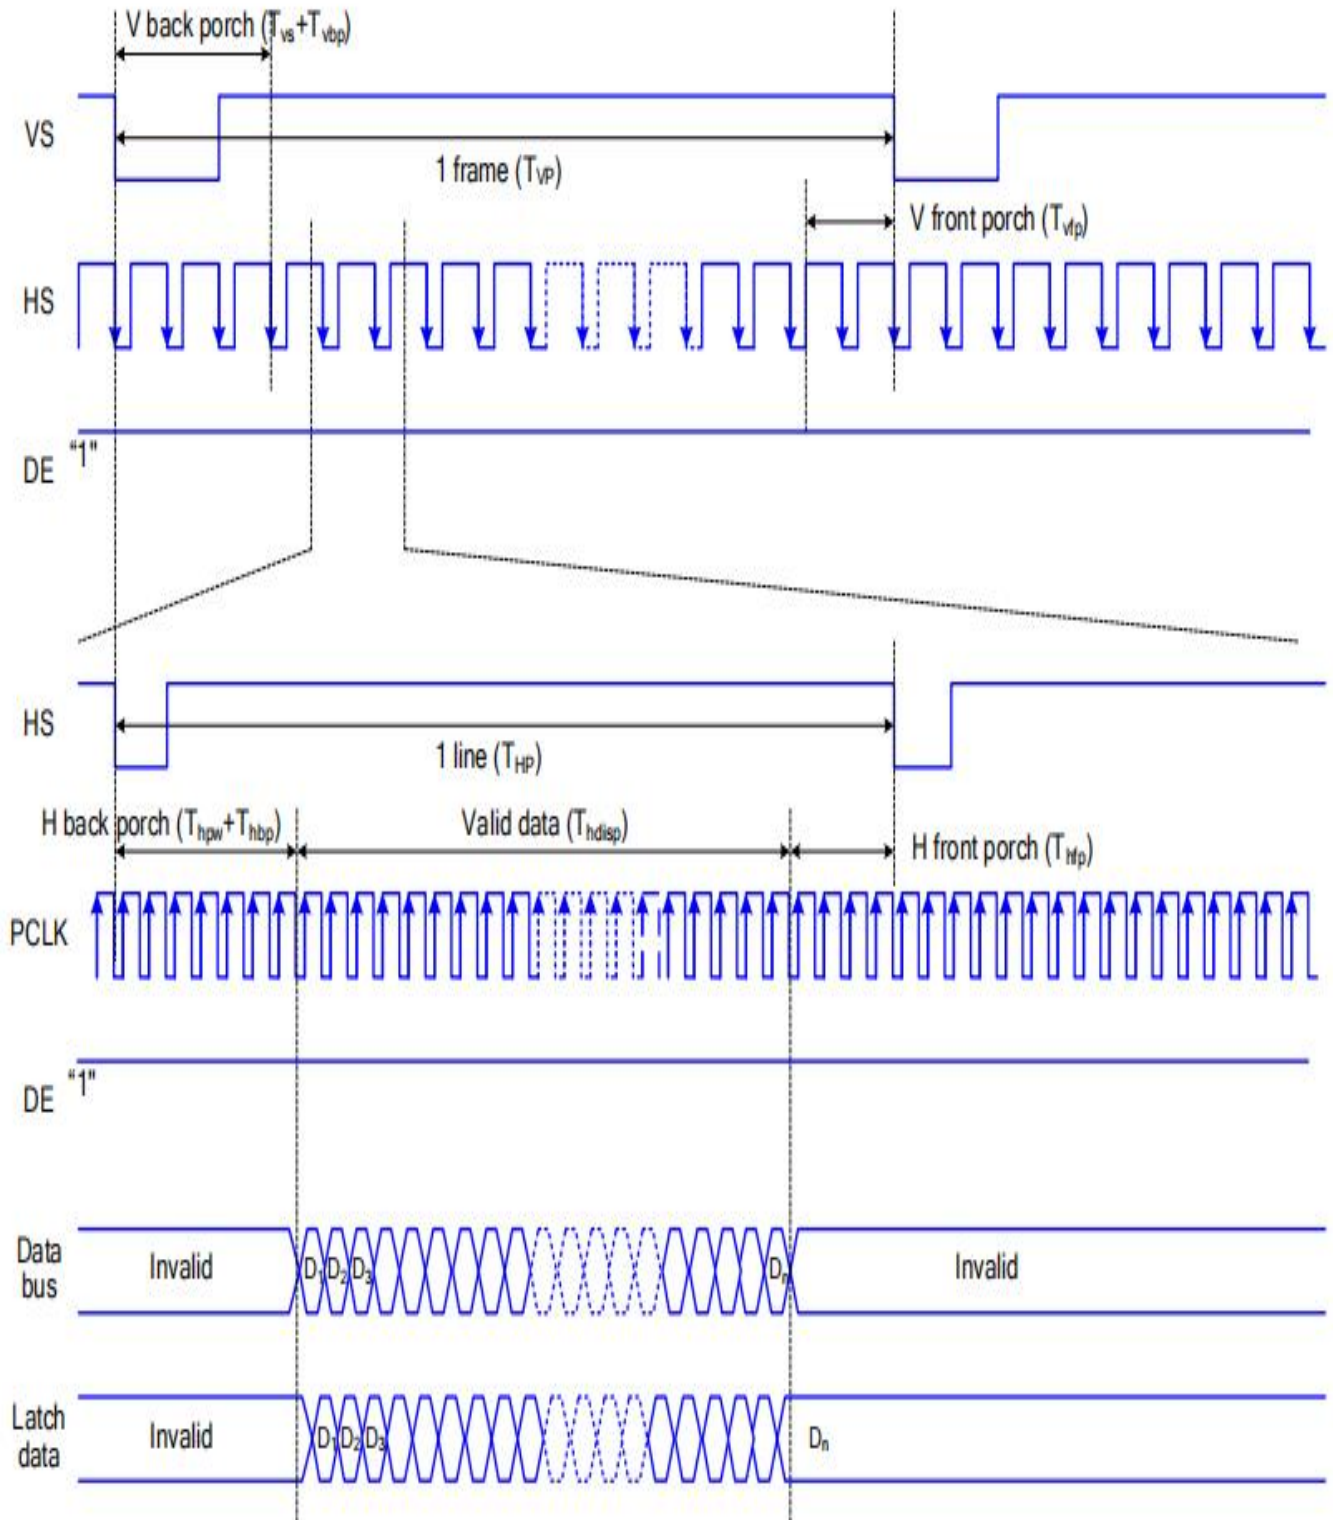 V back porch (Tvs+Tvbp)
VS
1 frame (TVP)
V front porch (Tvfp)
HS
"1"
DE
HS
1 line (THP)
H back porch (Thpw+Thbp)
Valid data (Thdisp)
H front porch (Thfp)
PCLK
"1"
DE
Data
bus
Invalid
D1 D2 D3
Dn
Invalid
Latch
data
Invalid
D1 D2 D3
Dn